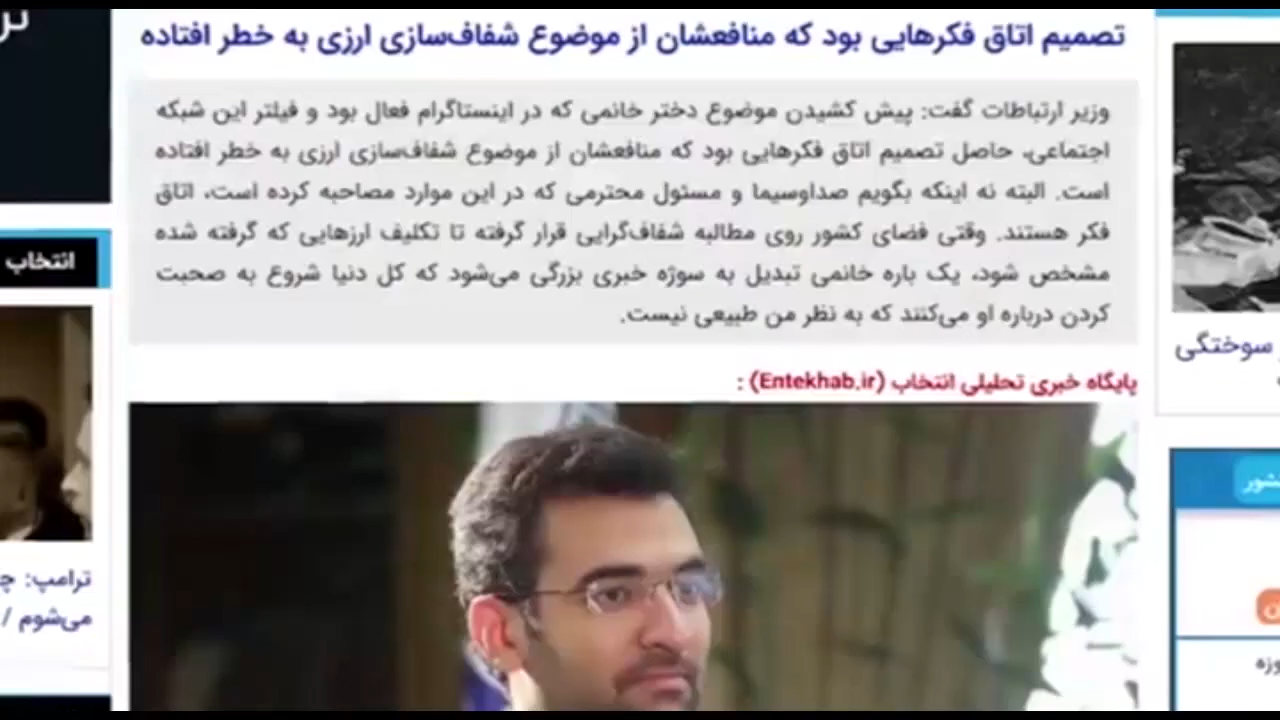 تصمیم اتاق فکرهایی بود که منافعشان از موضوع شفاف‌سازی ارزی به خطر افتاده
وزیر ارتباطات گفت: پیش کشیدن موضوع دختر خانمی که در اینستاگرام فعال بود و فیلتر این شبکه
اجتماعی، حاصل تصمیم اتاق فکرهایی بود که منافعشان از موضوع شفاف‌سازی ارزی به خطر افتاده
است. البته نه اینکه بگویم صداوسیما و مسئول محترمی که در این موارد مصاحبه کرده است، اتاق
فکر هستند. وقتی فضای کشور روی مطالبه شفاف‌گرایی قرار گرفته تا تکلیف ارزهایی که گرفته شده
مشخص شود، یک باره خانمی تبدیل به سوژه خبری بزرگی می‌شود که کل دنیا شروع به صحبت
کردن درباره او می‌کنند که به نظر من طبیعی نیست.
پایگاه خبری تحلیلی انتخاب (Entekhab.ir) :
سوختگی
انتخاب
ترامپ:
می‌شوم /